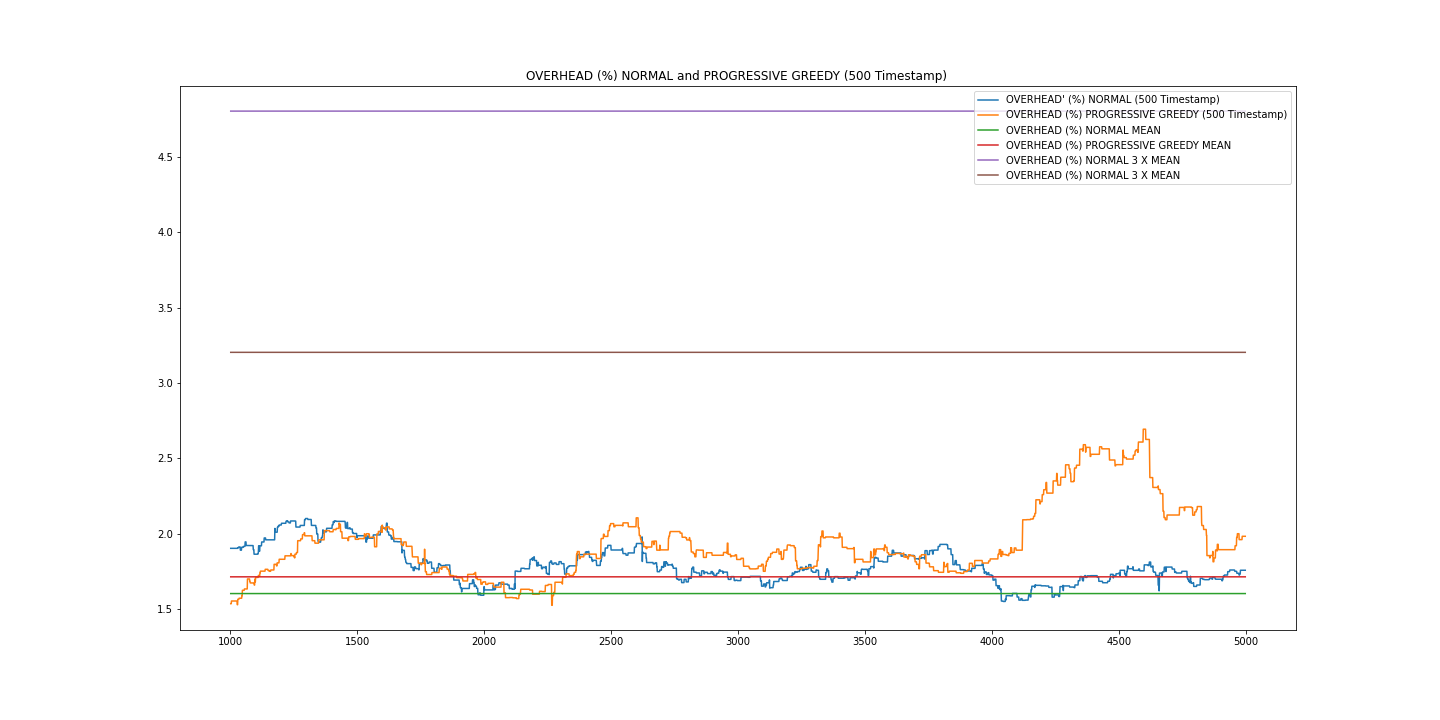 OVERHEAD (%) NORMAL and PROGRESSIVE GREEDY (500 Timestamp)
OVERHEAD' (%) NORMAL (500 Timestamp)
OVERHEAD (%) PROGRESSIVE GREEDY (500 Timestamp)
OVERHEAD (%) NORMAL MEAN
OVERHEAD (%) PROGRESSIVE GREEDY MEAN
OVERHEAD (%) NORMAL 3 X MEAN
OVERHEAD (%) NORMAL 3 X MEAN
4.5
4.0
3.5
3.0
2.5
2.0
1.5
1000 1500 2000 2500 3000 3500 4000 4500 5000